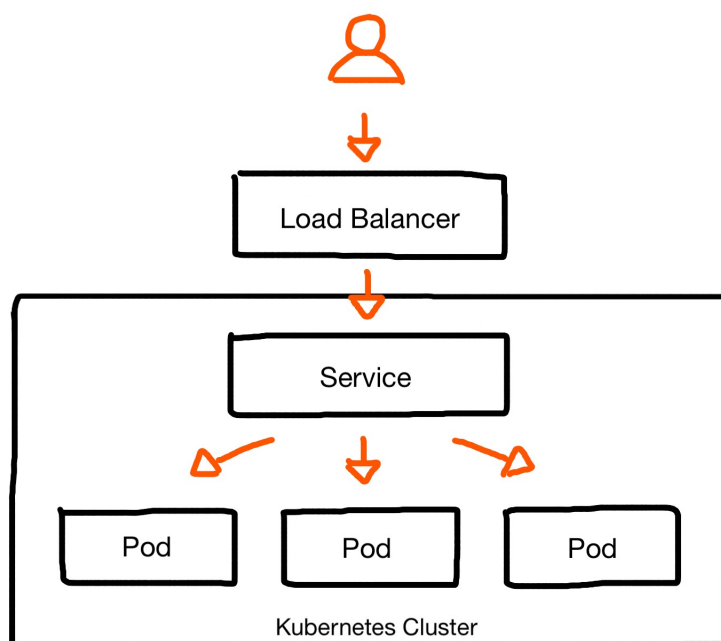 Load Balancer
Service
Pod
Pod
Pod
Kubernetes Cluster